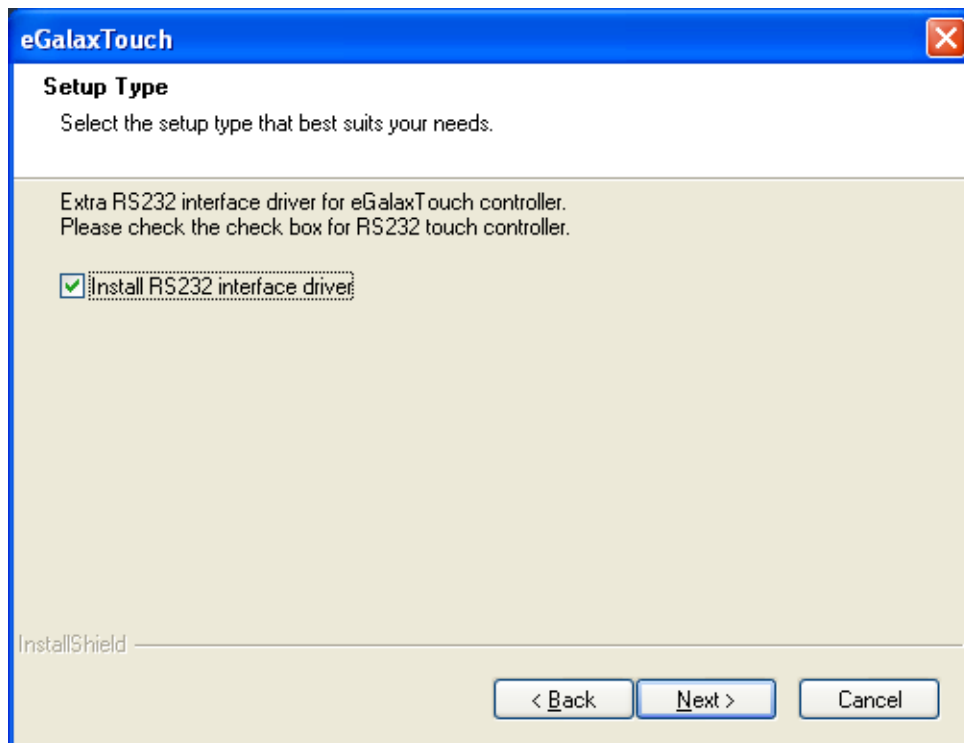 eGalaxTouch
Setup Type
Select the setup type that best suits your needs.
Extra RS232 interface driver for eGalaxTouch controller.
Please check the check box for RS232 touch controller.
Install RS232 interface driver
InstallShield
< Back
Next >
Cancel